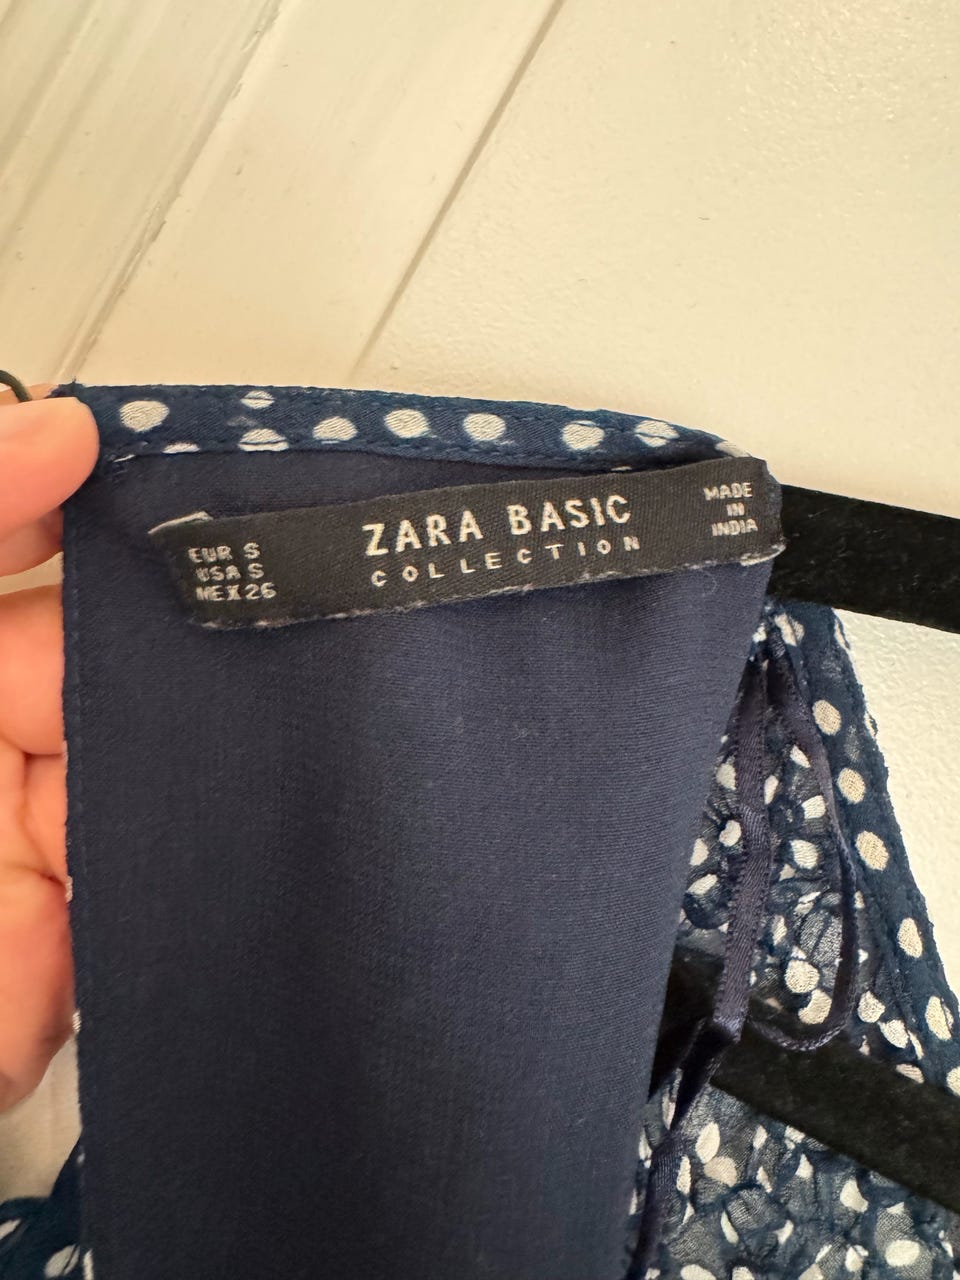 EUR S
USA S
MEX 26
ZARA BASIC
COLLECTION
MADE
IN
INDIA